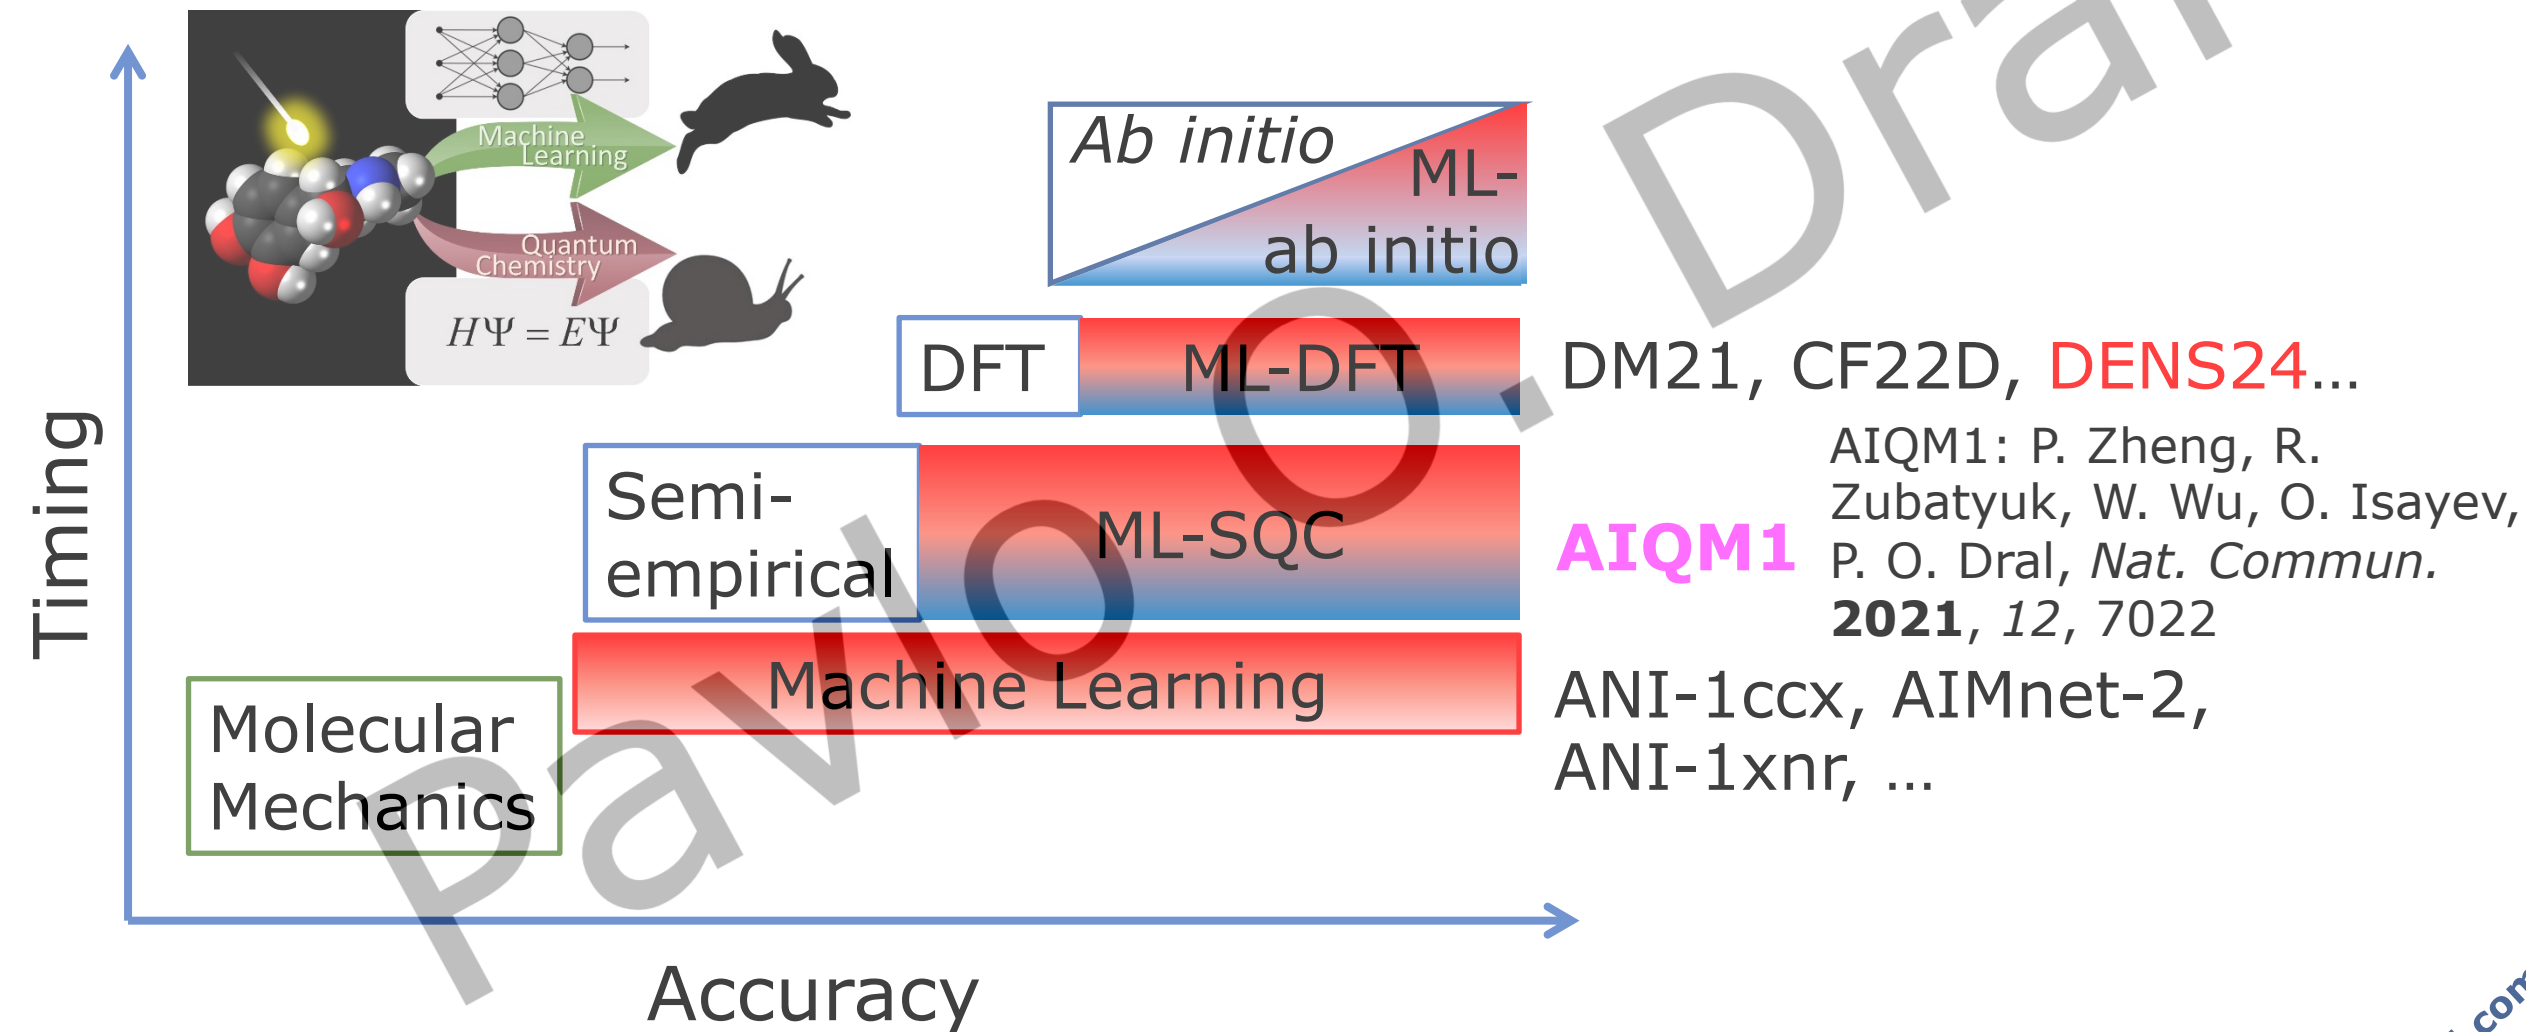 Machine
Learning
Quantum
Chemistry
HΨ = EΨ
Timing
Ab initio
ML-
ab initio
DFT
ML-DFT
DM21, CF22D, DENS24…
Semi-
empirical
ML-SQC
AIQM1
AIQM1: P. Zheng, R.
Zubatyuk, W. Wu, O. Isayev,
P. O. Dral, Nat. Commun.
2021, 12, 7022
Machine Learning
ANI-1ccx, AIMnet-2,
ANI-1xnr, …
Molecular
Mechanics
Accuracy
Pavlo O. Dral
.com